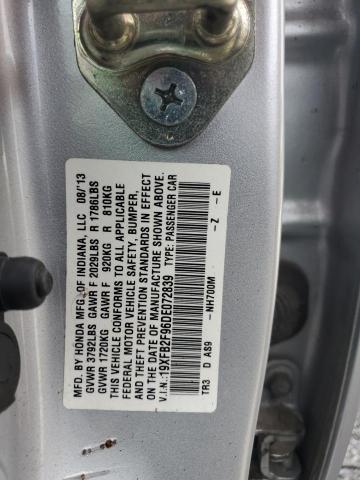 MFD. BY HONDA MFG. OF INDIANA, LLC 08/'13
GVWR 3792LBS GAWR F 2029LBS R 1786LBS
GVWR 1720KG GAWR F 920KG R 810KG
THIS VEHICLE CONFORMS TO ALL APPLICABLE
FEDERAL MOTOR VEHICLE SAFETY, BUMPER,
AND THEFT PREVENTION STANDARDS IN EFFECT
ON THE DATE OF MANUFACTURE SHOWN ABOVE.
V.I.N.:19XFB2F96DE072839 TYPE: PASSENGER CAR
-NH700M -Z -E
TR3 D AS9